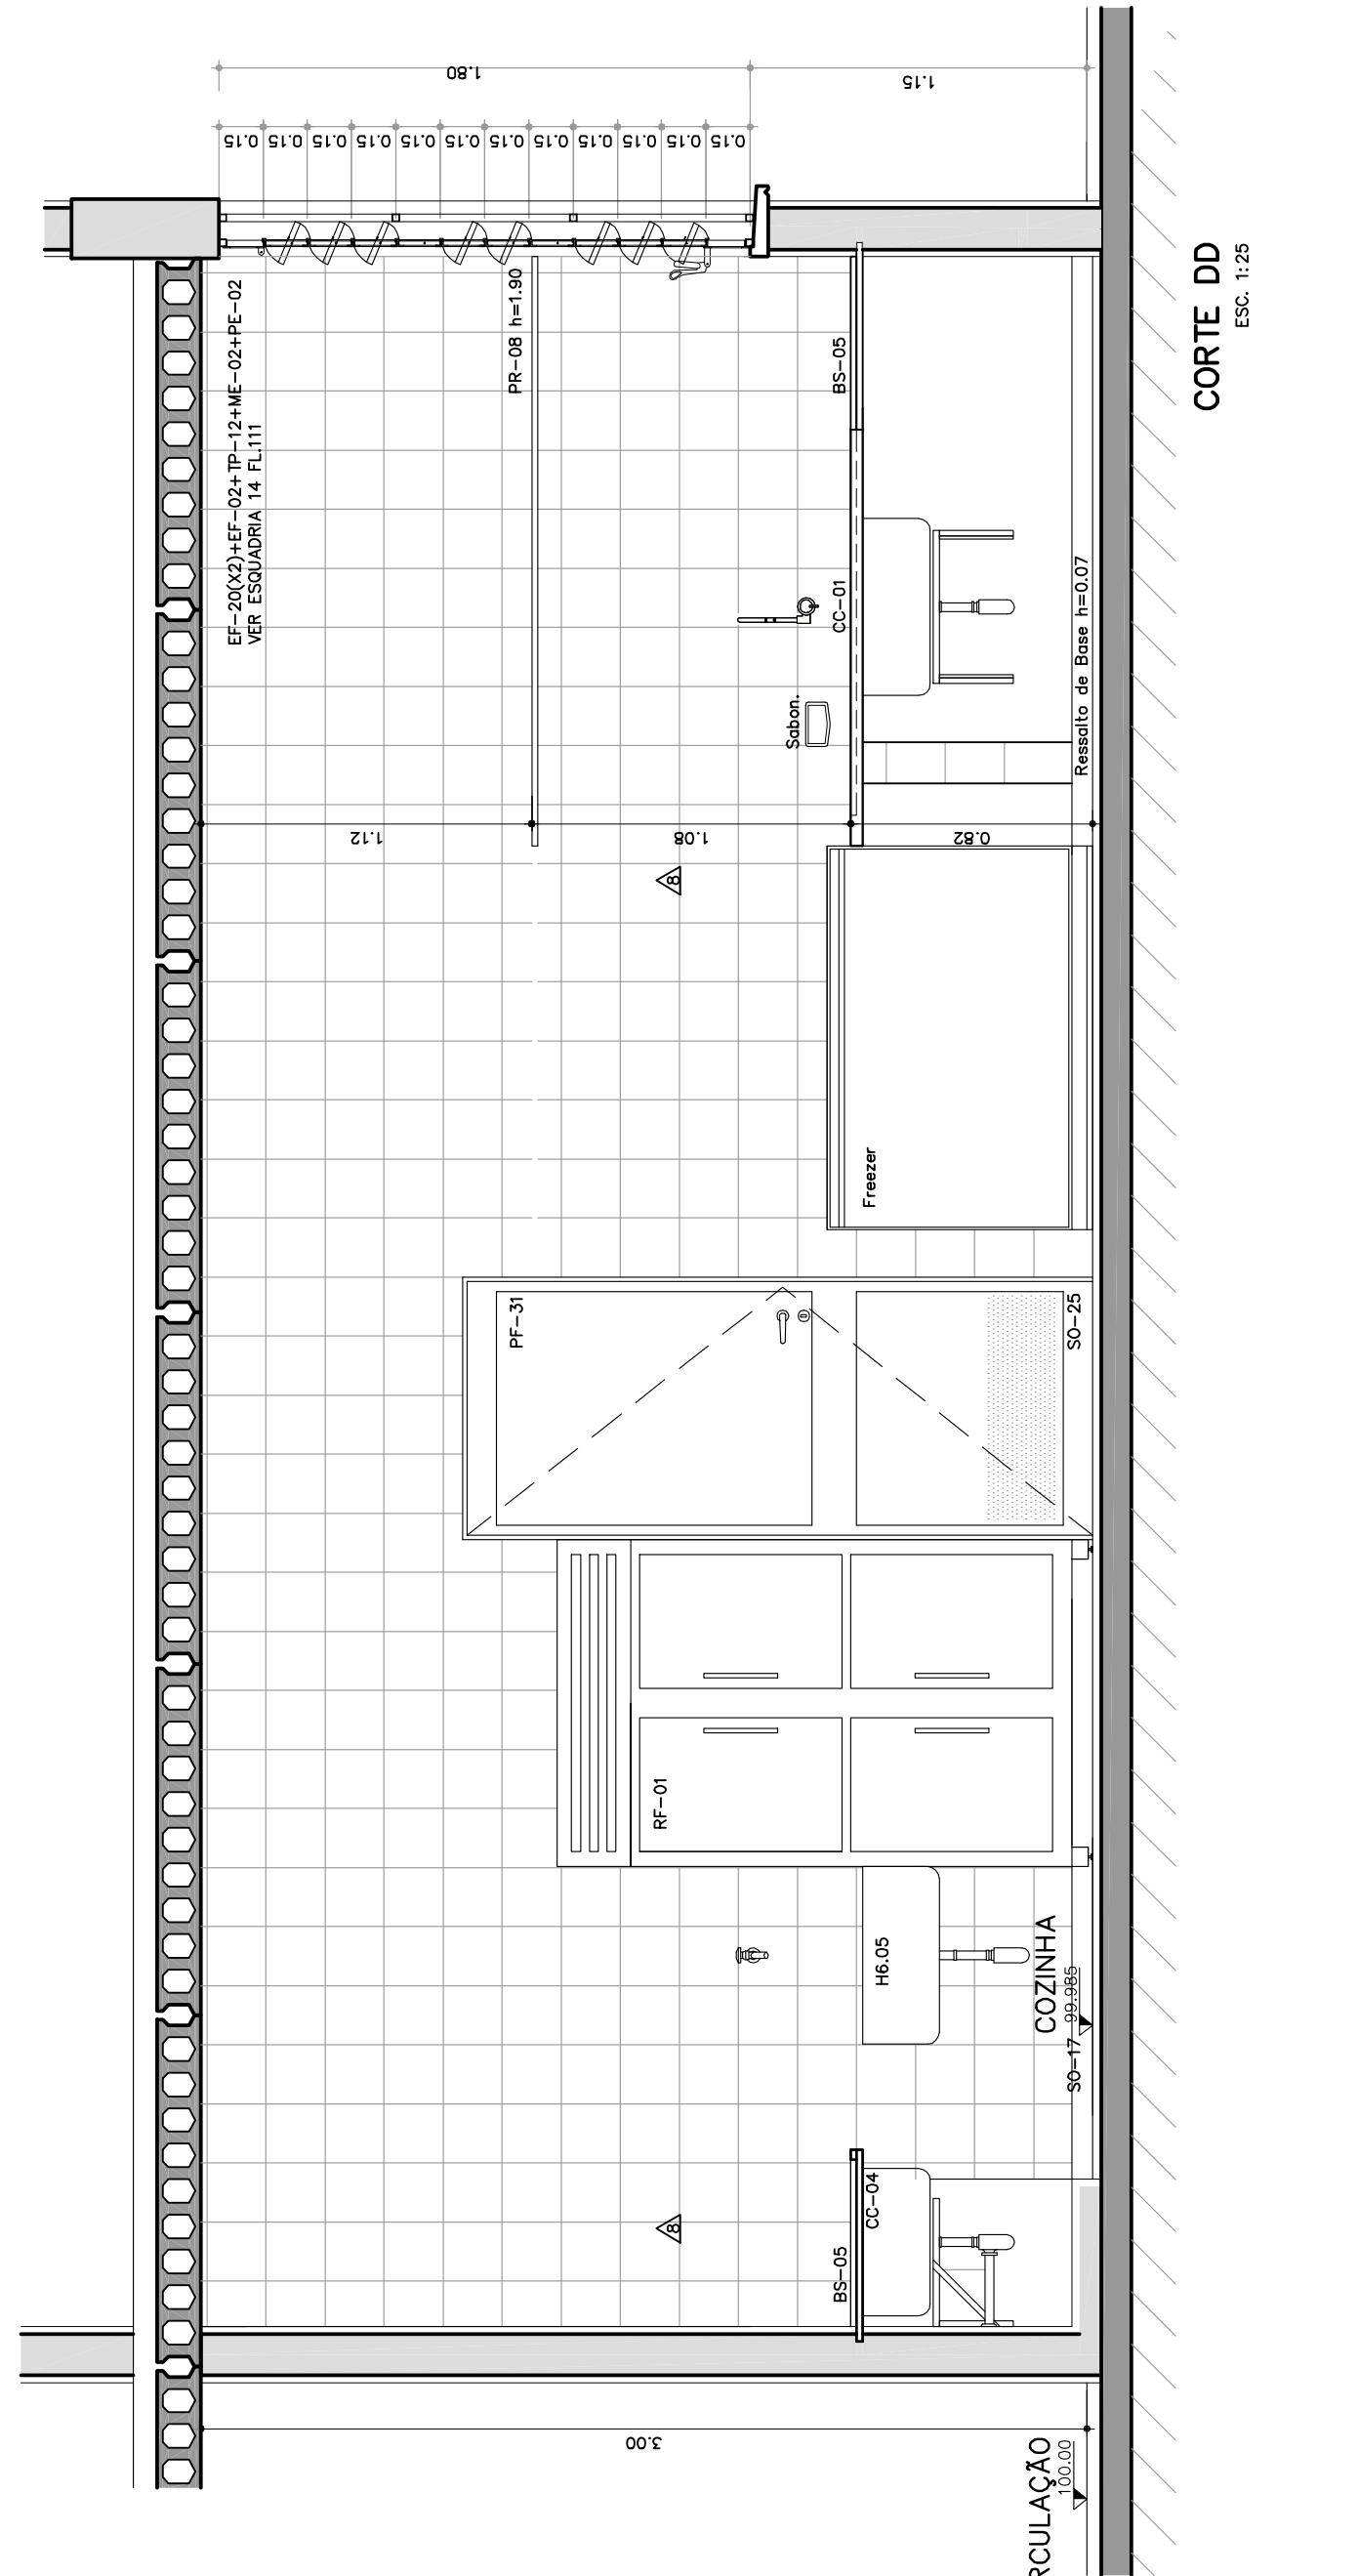 1.80
1.15
0.15
0.15
0.15
0.15
0.15
0.15
0.15
0.15
0.15
0.15
0.15
0.15
EF-20(X2)+EF-02+TP-12+ME-02+PE-02
VER ESQUADRIA 14 FL.111
PR-08 h=1.90
BS-05
CC-01
Sabon.
Ressalto de Base h=0.07
1.12
1.08
0.82
8
Freezer
PF-31
SO-25
RF-01
H6.05
COZINHA
99.985
SO-17
8
BS-05
CC-04
3.00
RCULAÇÃO
100.00
CORTE DD
ESC. 1:25